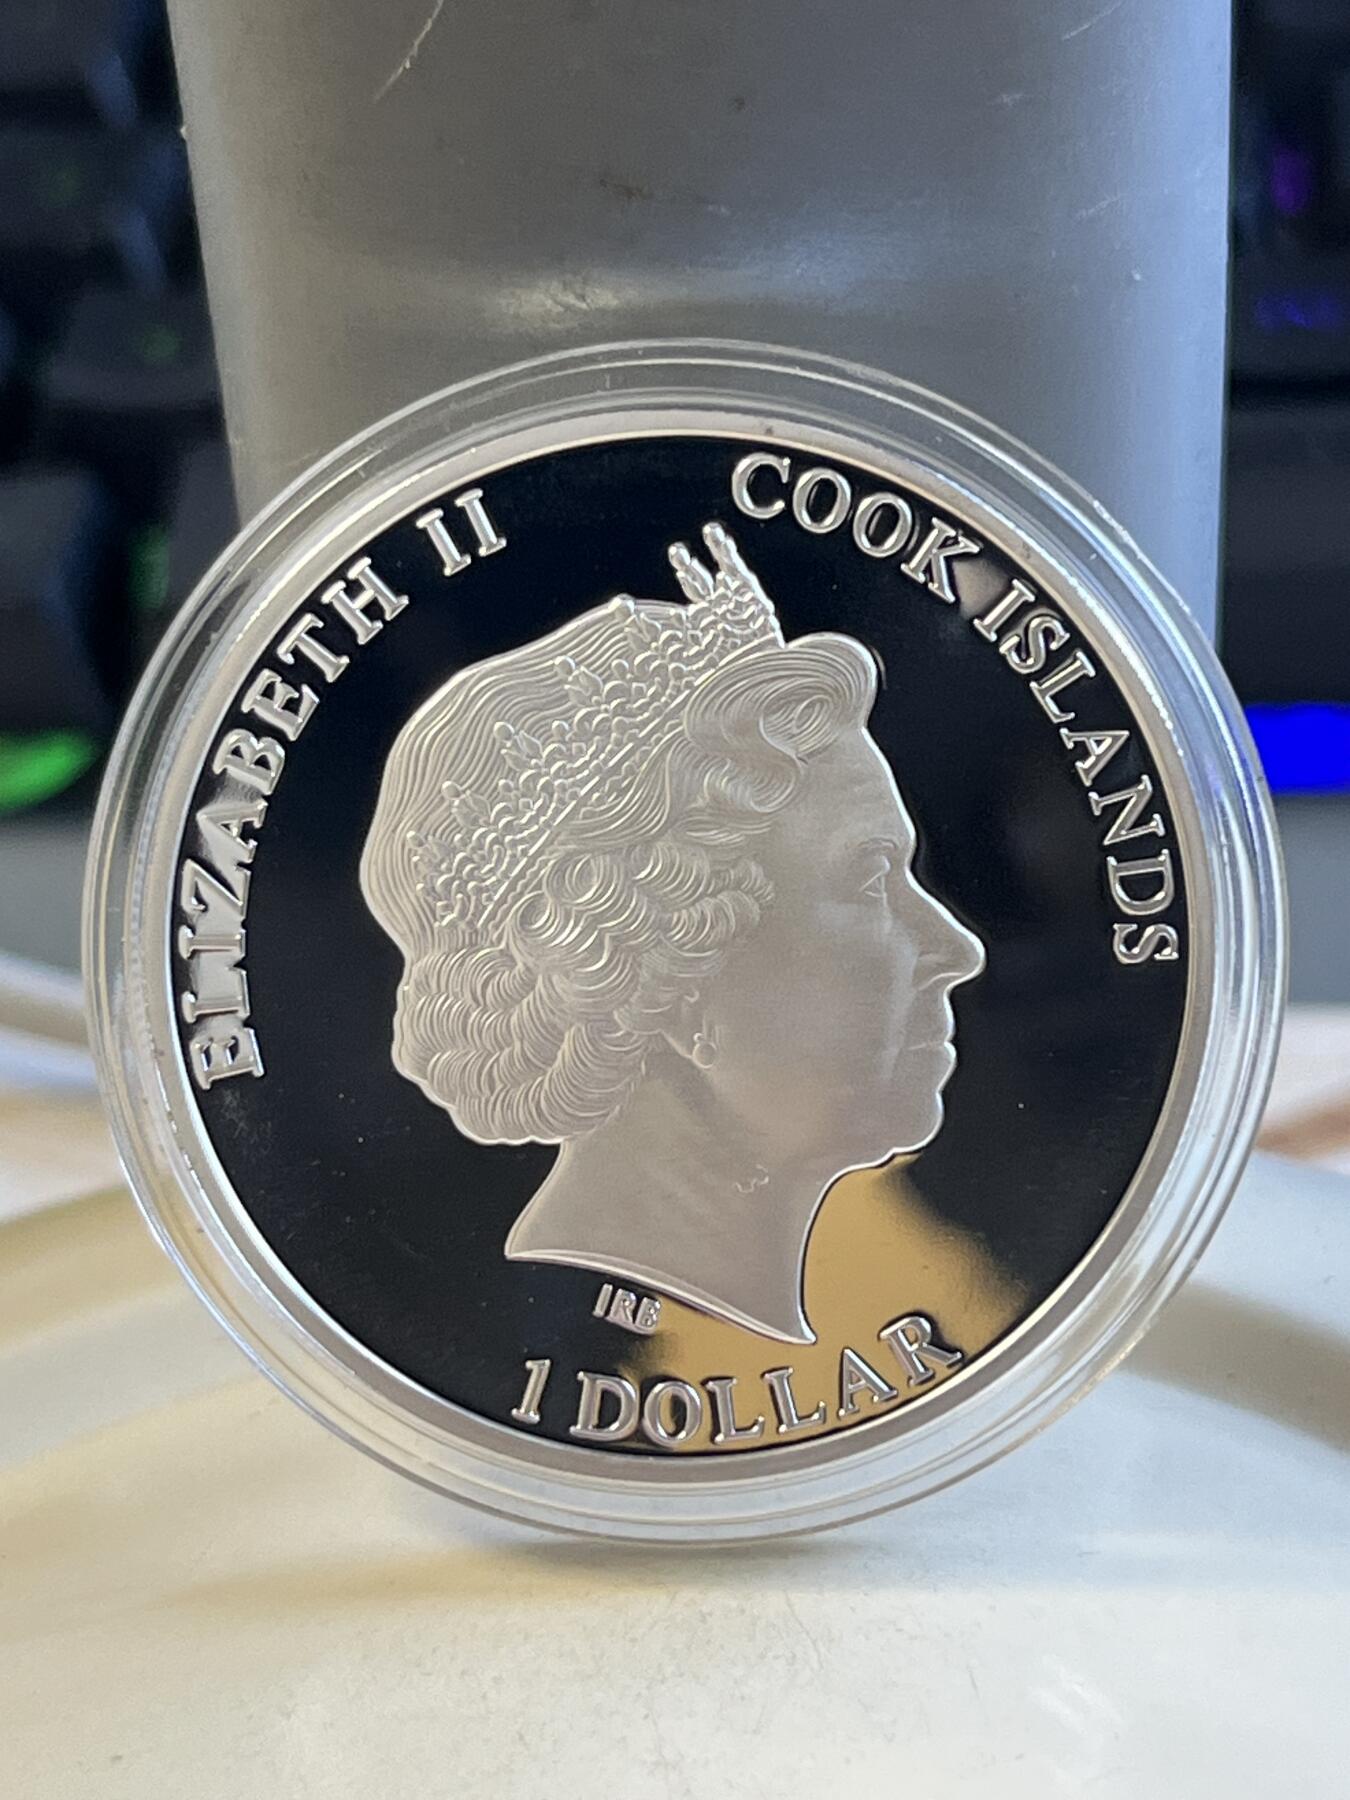 ELIZABETH II
COOK ISLANDS
IRB
1 DOLLAR